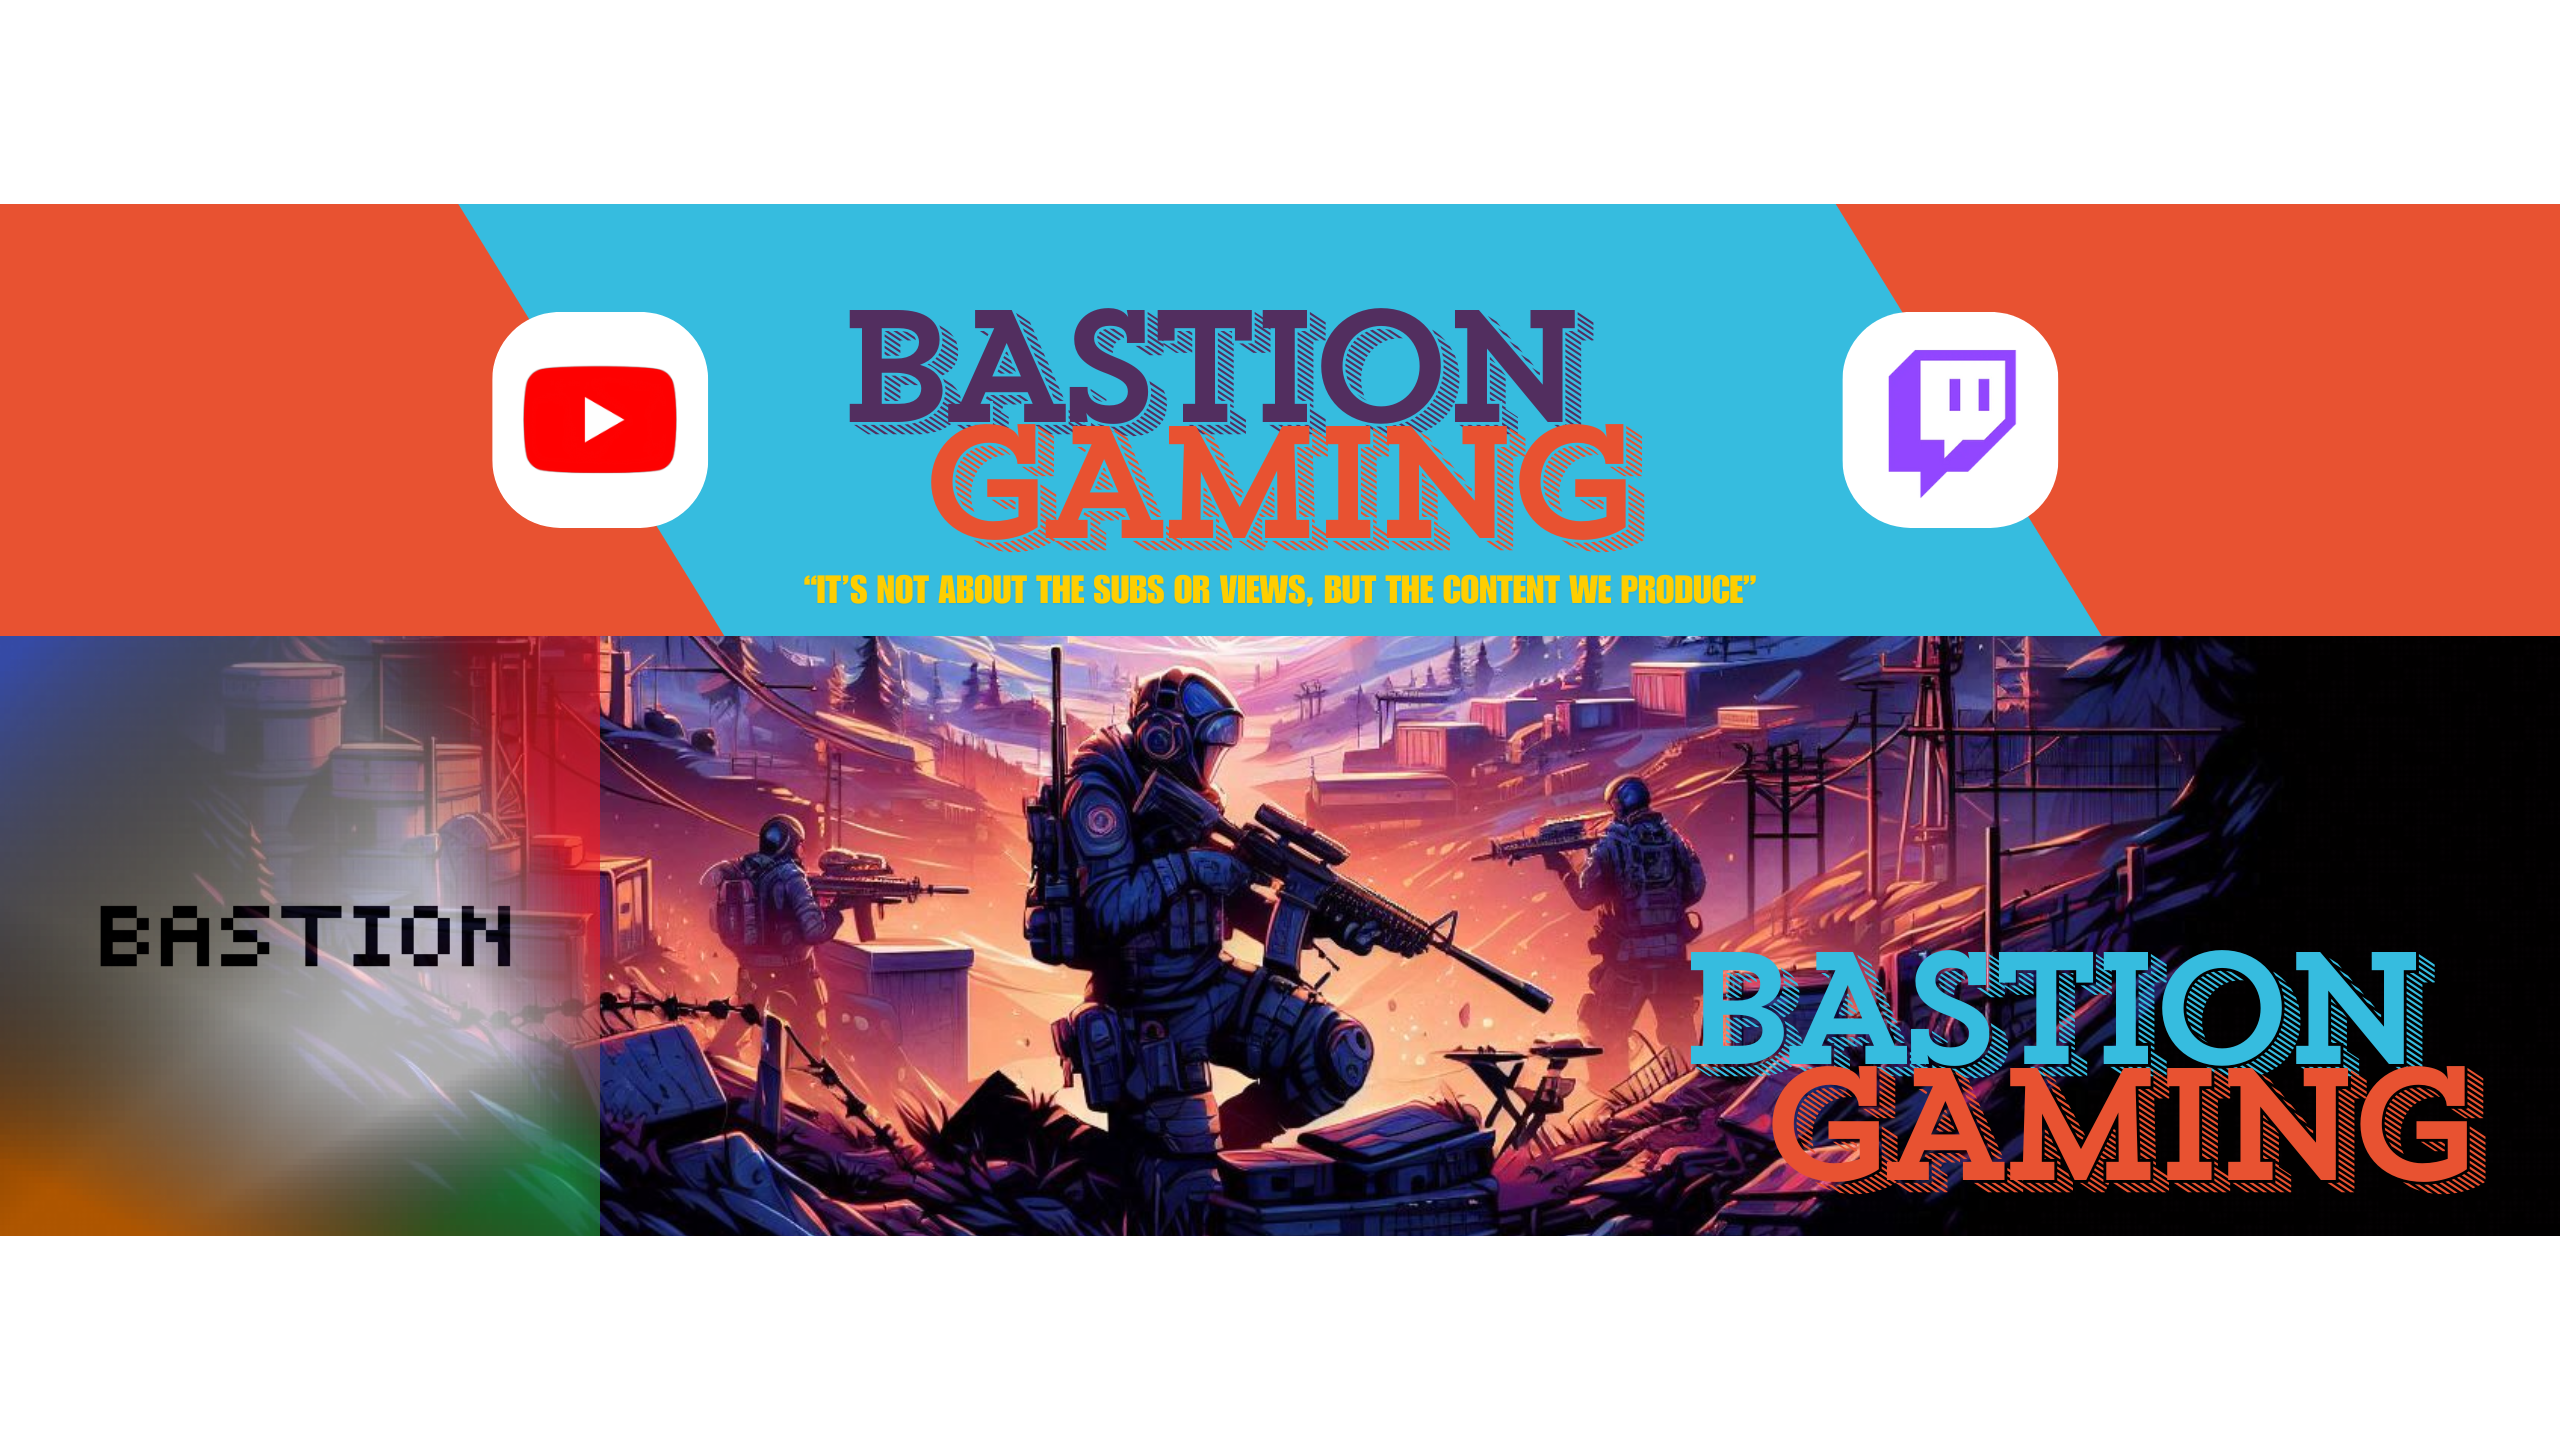 BASTION
GAMING
“IT’S NOT ABOUT THE SUBS OR VIEWS, BUT THE CONTENT WE PRODUCE”
BASTION
BASTION
GAMING